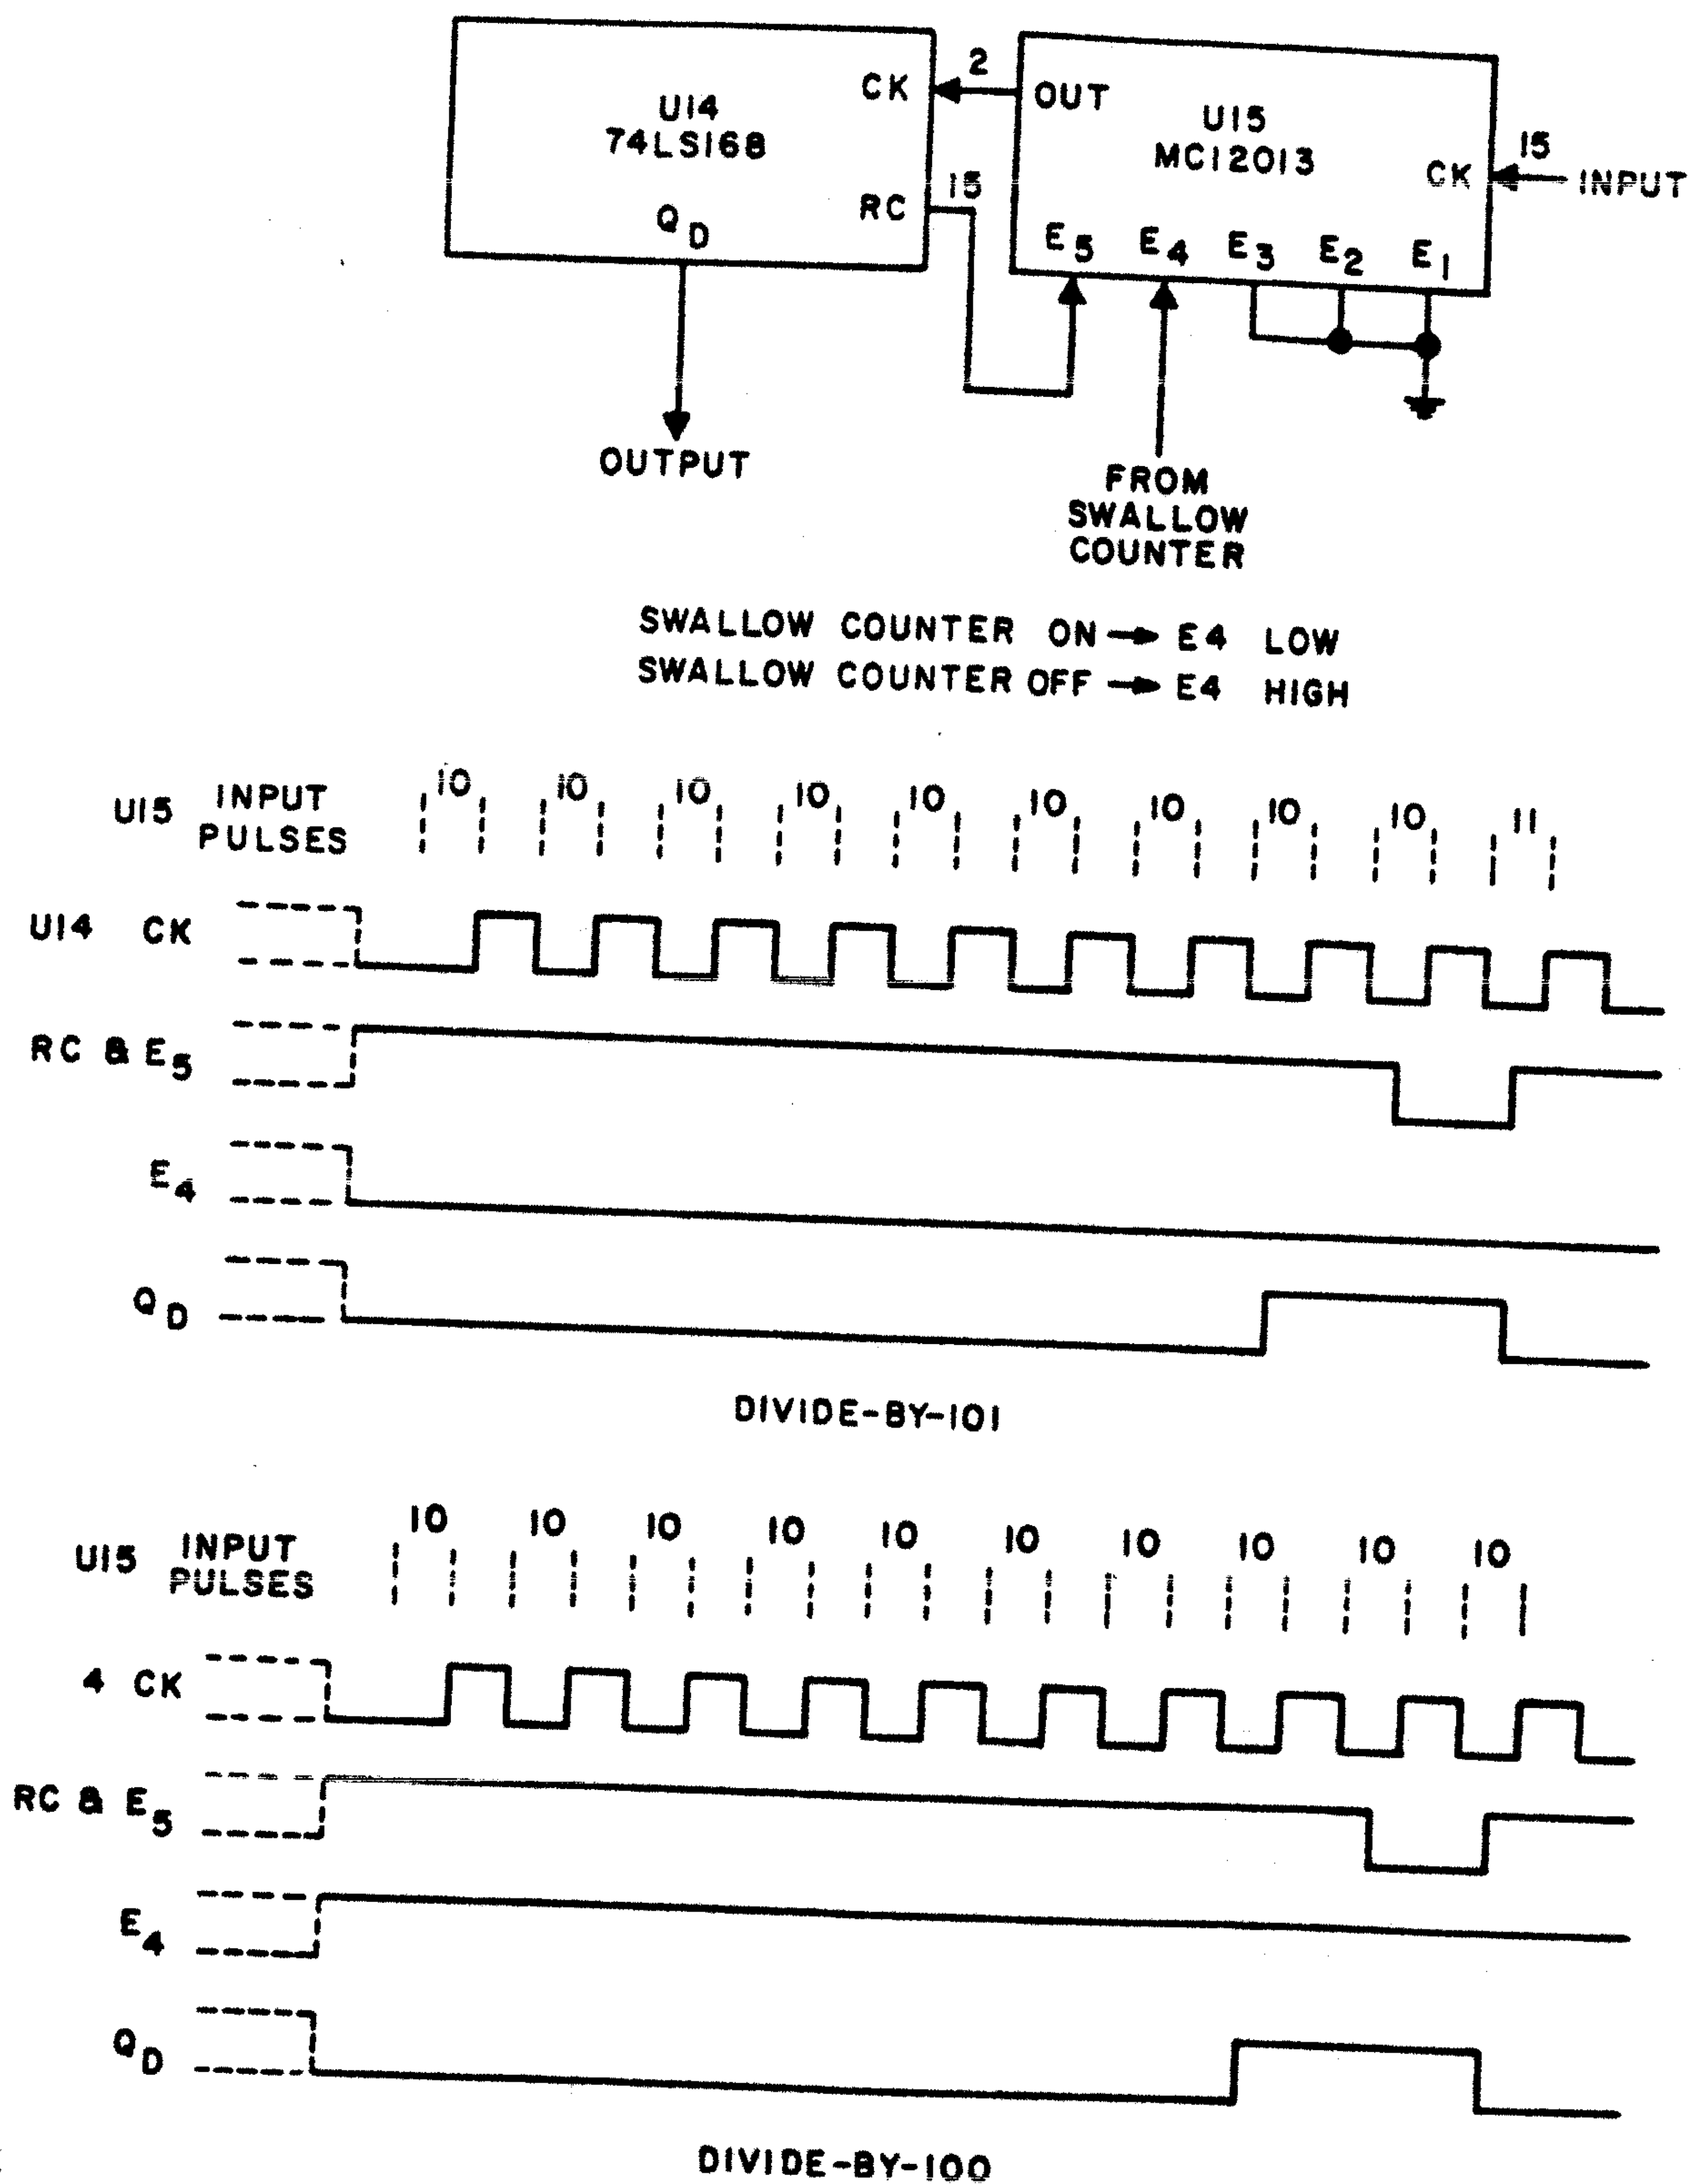 U14
74LS168
CK
RC
QD
2
15
OUT
U15
MC12013
CK
15
INPUT
E5 E4 E3 E2 E1
OUTPUT
FROM
SWALLOW
COUNTER
SWALLOW COUNTER ON → E4 LOW
SWALLOW COUNTER OFF → E4 HIGH
U15 INPUT PULSES
10 10 10 10 10 10 10 10 10 11
U14 CK
RC & E5
E4
QD
DIVIDE-BY-101
U15 INPUT PULSES
10 10 10 10 10 10 10 10 10 10
4 CK
RC & E5
E4
QD
DIVIDE-BY-100